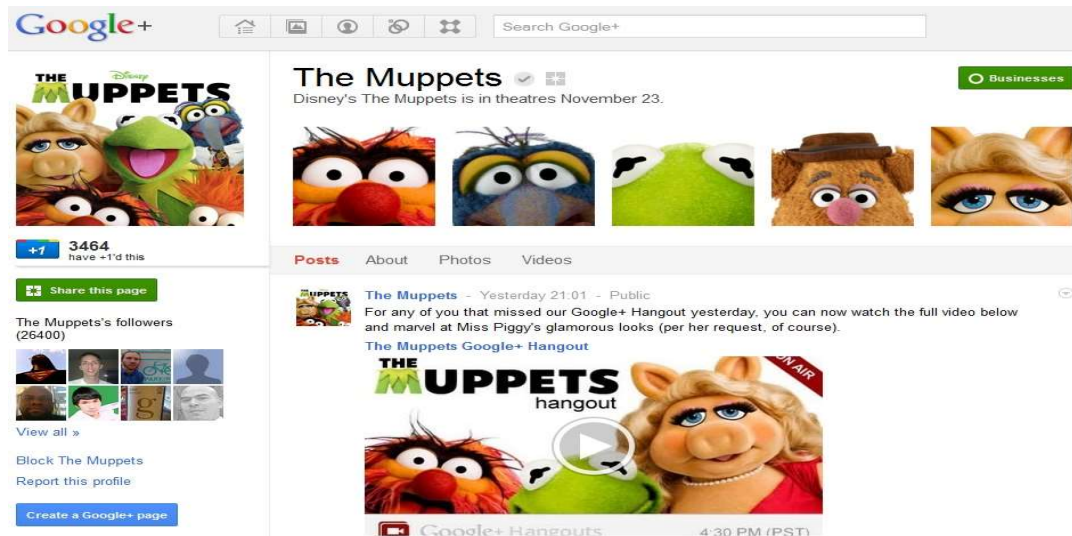 Google+
Search Google+
THE
Disney
MUPPETS
The Muppets
Businesses
Disney's The Muppets is in theatres November 23.
+1
3464
have +1'd this
Posts About Photos Videos
Share this page
The Muppets's followers
(26400)
View all »
Block The Muppets
Report this profile
Create a Google+ page
MUPPETS
The Muppets - Yesterday 21:01 - Public
For any of you that missed our Google+ Hangout yesterday, you can now watch the full video below
and marvel at Miss Piggy's glamorous looks (per her request, of course).
The Muppets Google+ Hangout
THE
MUPPETS
hangout
ON AIR
Google+ Hangouts
4:30 PM (PST)